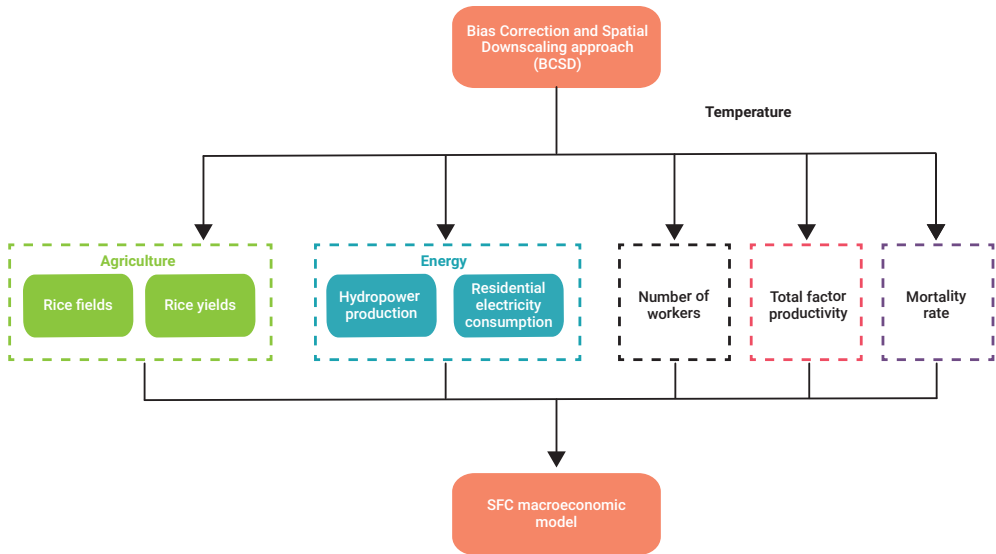 Bias Correction and Spatial
Downscaling approach
(BCSD)
Temperature
Agriculture
Rice fields
Rice yields
Energy
Hydropower
production
Residential
electricity
consumption
Number of
workers
Total factor
productivity
Mortality
rate
SFC macroeconomic
model